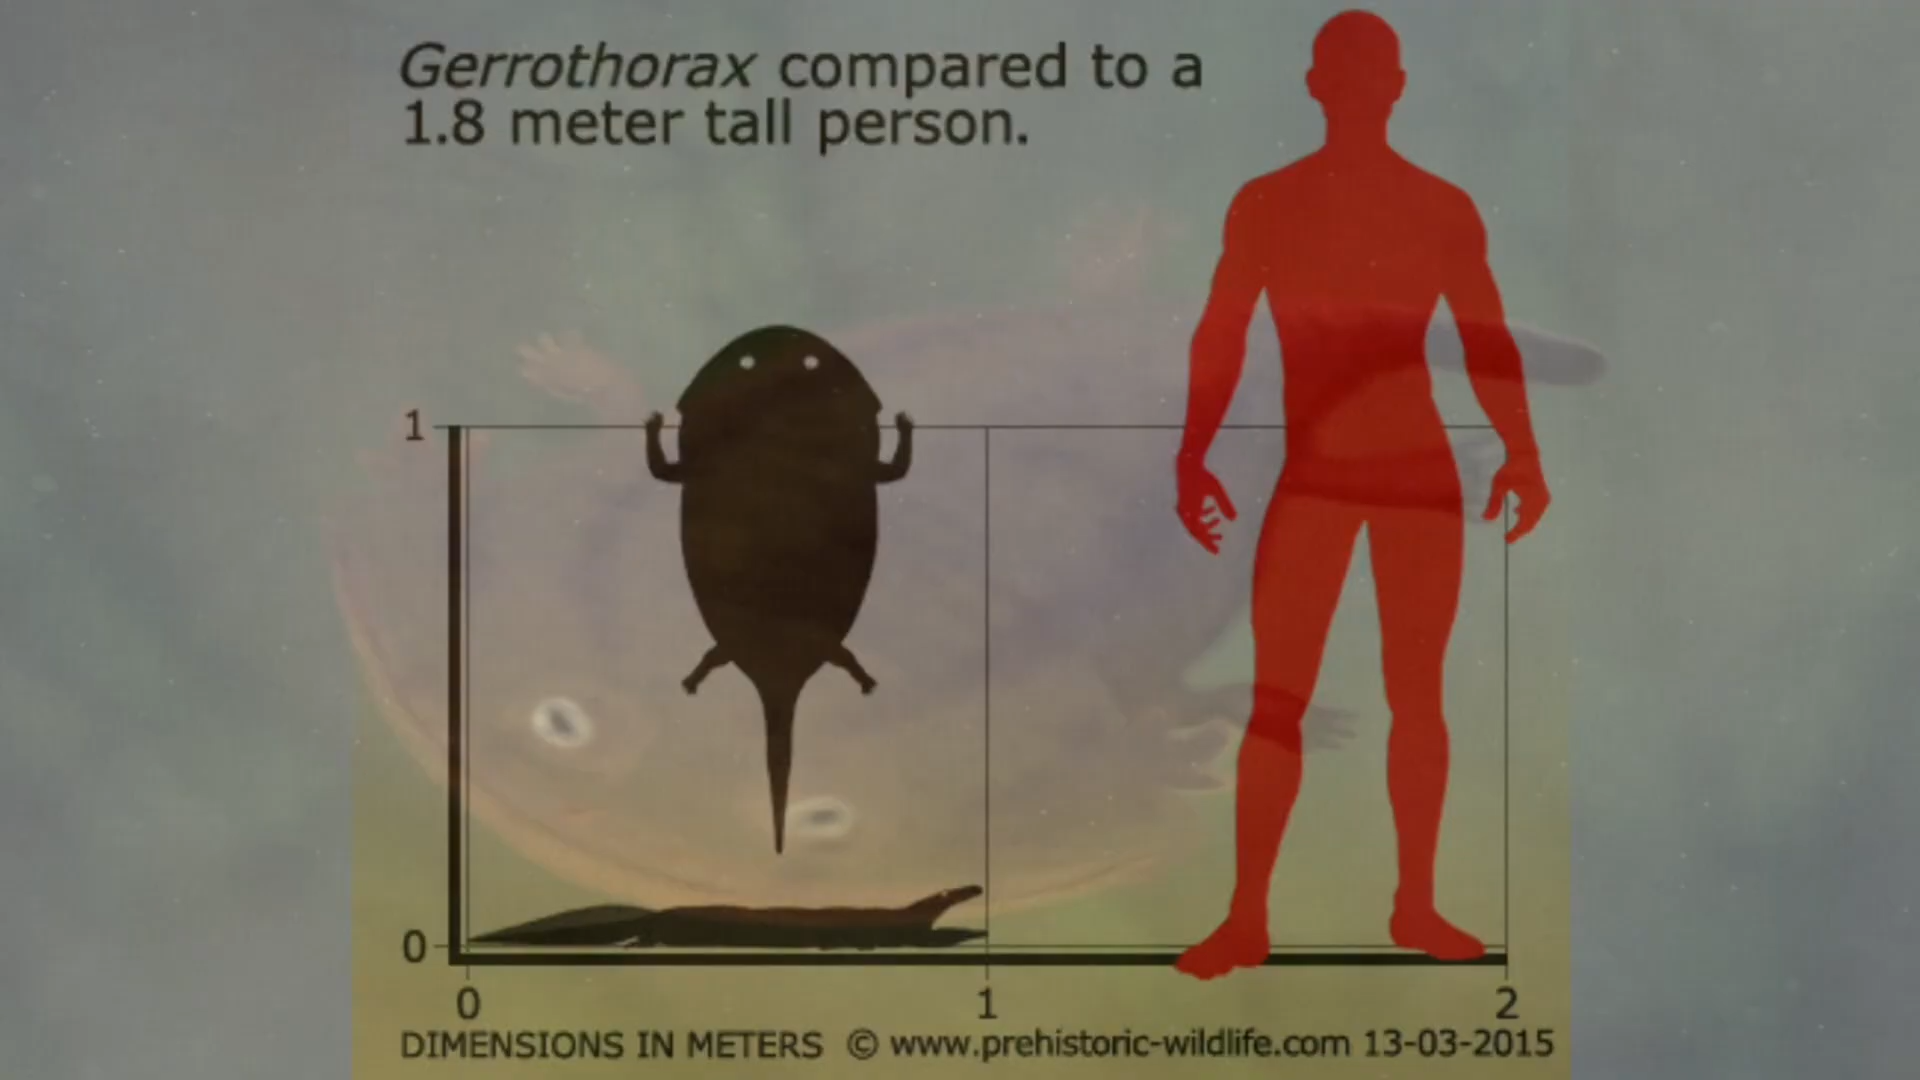 Gerrothorax compared to a
1.8 meter tall person.
1
0
0 1 2
DIMENSIONS IN METERS © www.prehistoric-wildlife.com 13-03-2015